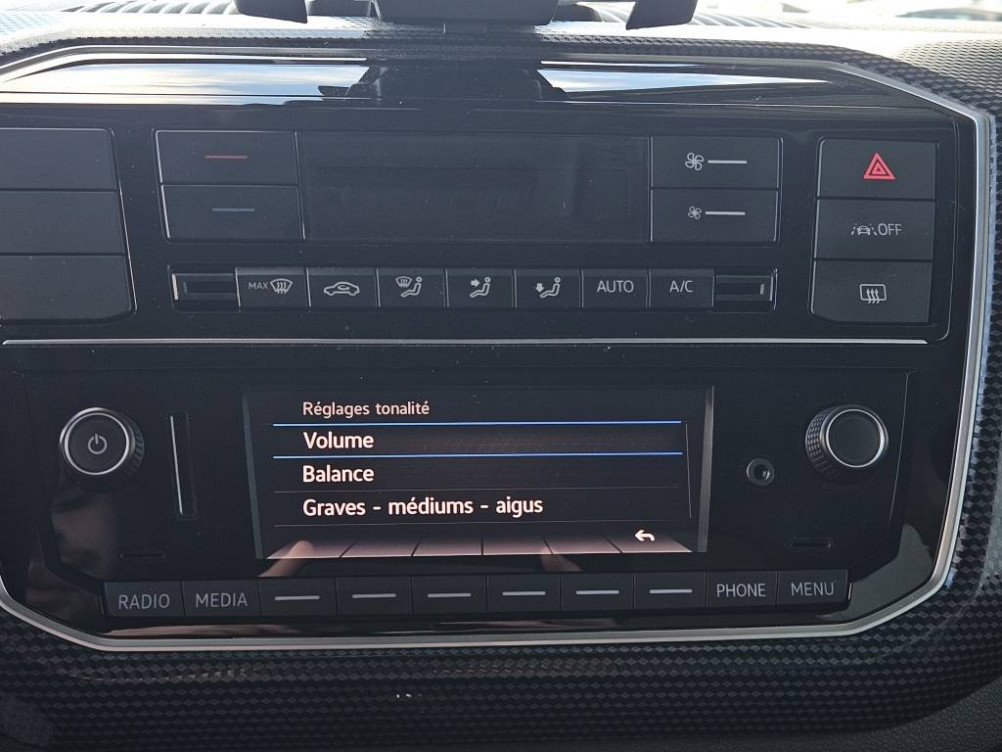 OFF
MAX
AUTO
A/C
Réglages tonalité
Volume
Balance
Graves - médiums - aigus
RADIO
MEDIA
PHONE
MENU